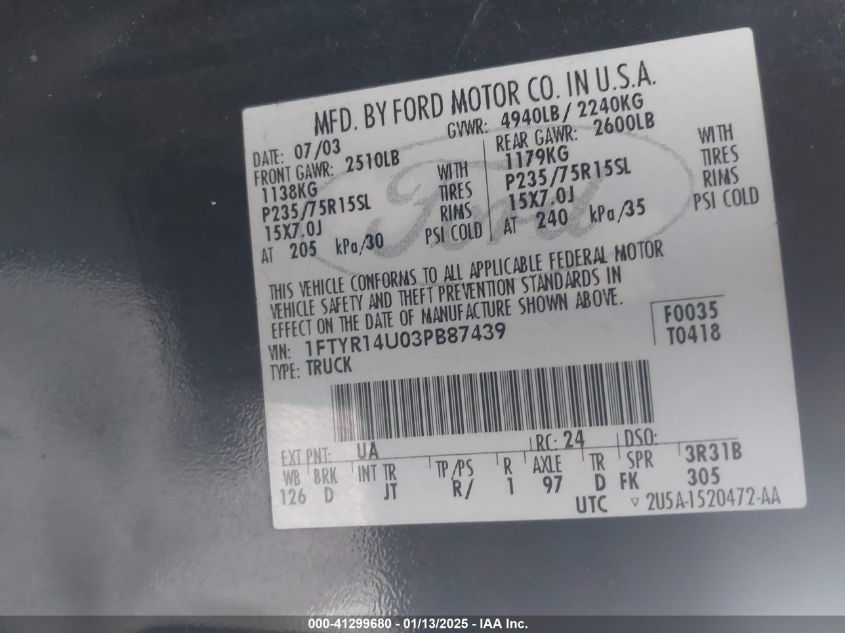 MFD. BY FORD MOTOR CO. IN U.S.A.
DATE: 07/03 GVWR: 4940LB/ 2240KG
FRONT GAWR: 2510LB REAR GAWR: 2600LB
1138KG WITH 1179KG WITH
P235/75R15SL TIRES P235/75R15SL TIRES
15X7.0J RIMS 15X7.0J RIMS
AT 205 kPa/30 PSI COLD AT 240 kPa/35 PSI COLD
Ford
THIS VEHICLE CONFORMS TO ALL APPLICABLE FEDERAL MOTOR
VEHICLE SAFETY AND THEFT PREVENTION STANDARDS IN
EFFECT ON THE DATE OF MANUFACTURE SHOWN ABOVE.
VIN: 1FTYR14U03PB87439 F0035
TYPE: TRUCK T0418
EXT PNT: UA RC: 24 DSO:
WB BRK INT TR TP/PS R AXLE TR SPR 3R31B
126 D JT R/ 1 97 D FK 305
UTC ▽ 2U5A-1520472-AA
000-41299680 - 01/13/2025 - IAA Inc.